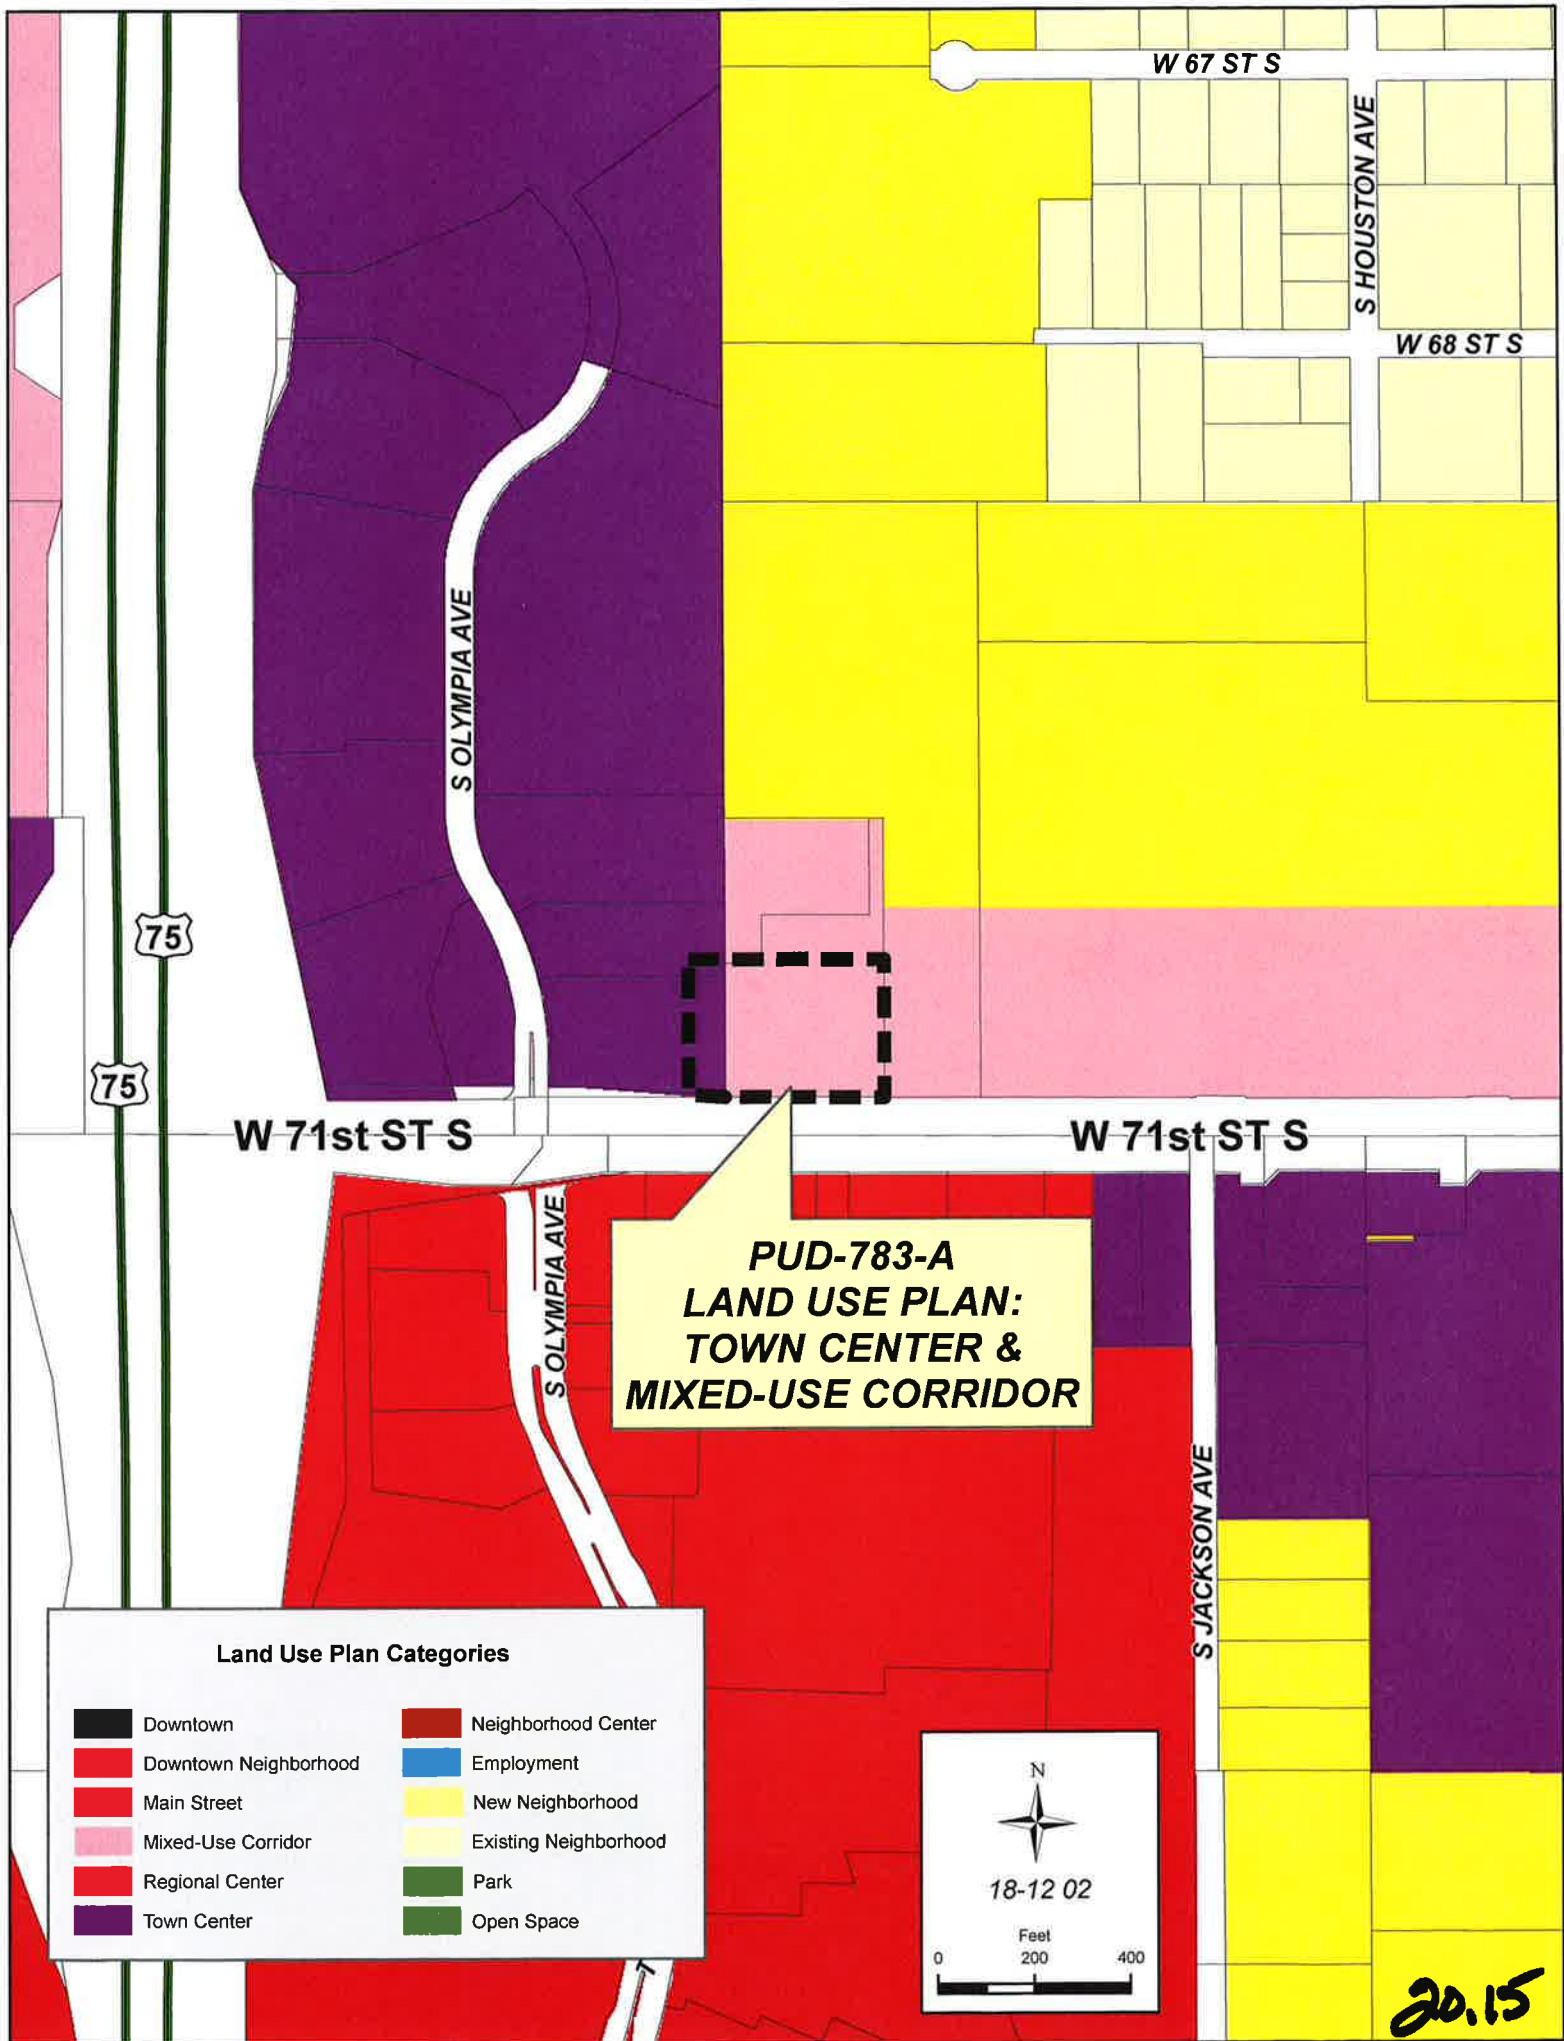 W 67 ST S
S HOUSTON AVE
W 68 ST S
S OLYMPIA AVE
75
75
W 71st ST S
W 71st ST S
S OLYMPIA AVE
PUD-783-A
LAND USE PLAN:
TOWN CENTER &
MIXED-USE CORRIDOR
S JACKSON AVE
Land Use Plan Categories
Downtown
Downtown Neighborhood
Main Street
Mixed-Use Corridor
Regional Center
Town Center
Neighborhood Center
Employment
New Neighborhood
Existing Neighborhood
Park
Open Space
N
18-12 02
Feet
0 200 400
T
20.15